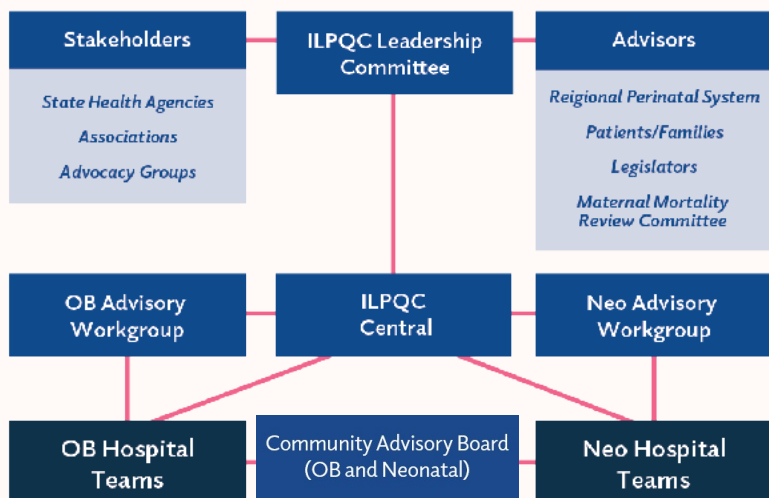 Stakeholders
State Health Agencies
Associations
Advocacy Groups
ILPQC Leadership
Committee
Advisors
Reigional Perinatal System
Patients/Families
Legislators
Maternal Mortality
Review Committee
OB Advisory
Workgroup
ILPQC
Central
Neo Advisory
Workgroup
OB Hospital
Teams
Community Advisory Board
(OB and Neonatal)
Neo Hospital
Teams